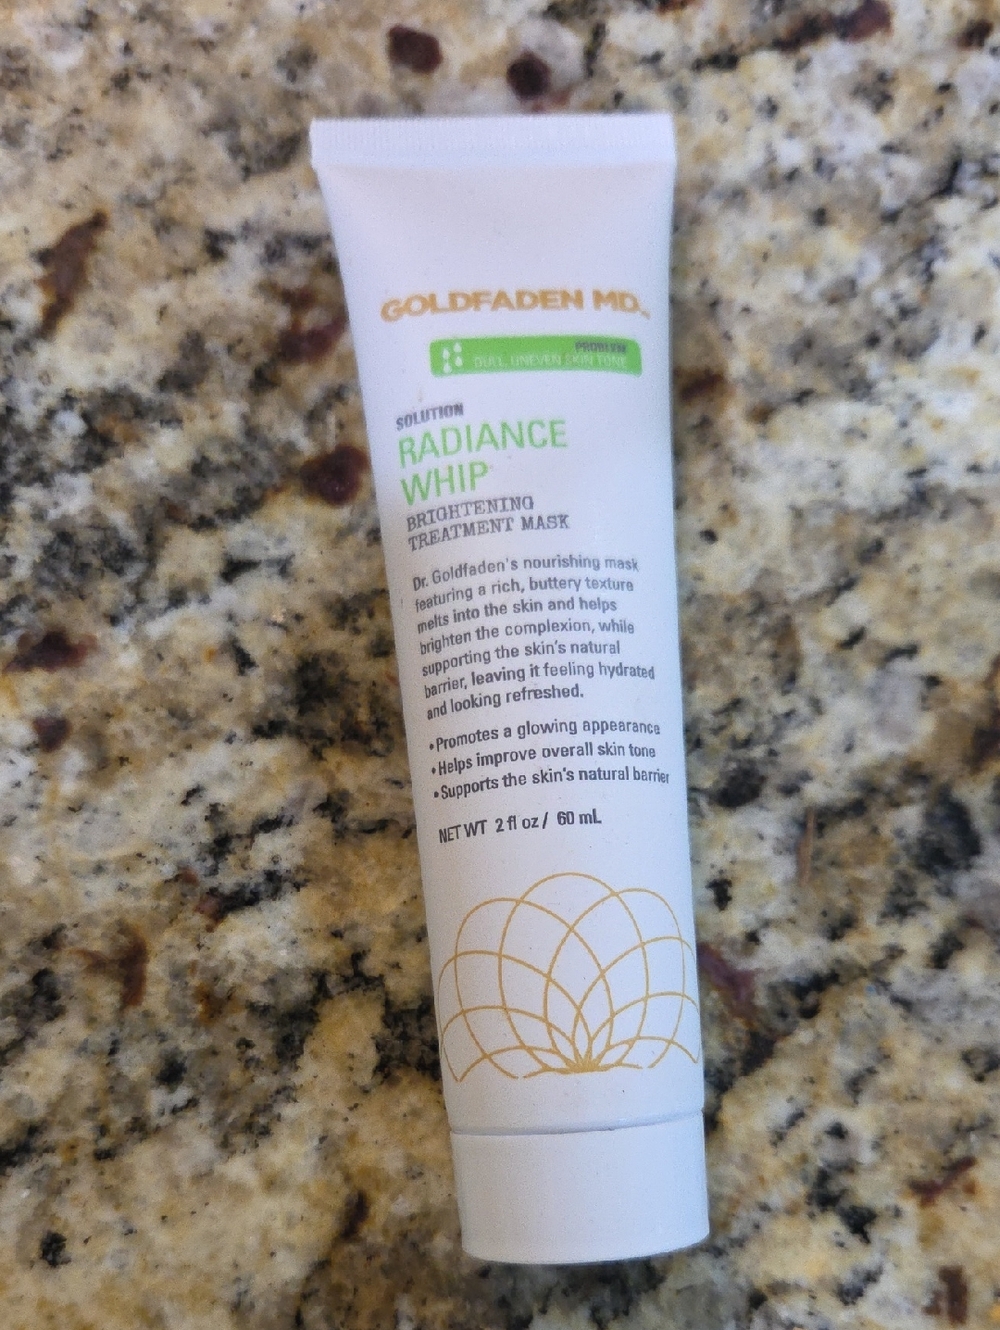 GOLDFADEN MD.
PROBLEM
DULL, UNEVEN SKIN TONE
SOLUTION
RADIANCE
WHIP
BRIGHTENING
TREATMENT MASK
Dr. Goldfaden's nourishing mask
featuring a rich, buttery texture
melts into the skin and helps
brighten the complexion, while
supporting the skin's natural
barrier, leaving it feeling hydrated
and looking refreshed.
•Promotes a glowing appearance
•Helps improve overall skin tone
•Supports the skin's natural barrier
NET WT 2 fl oz / 60 mL